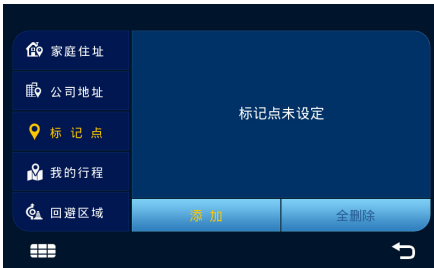 家庭住址
公司地址
标记点
我的行程
回避区域
标记点未设定
添加
全删除